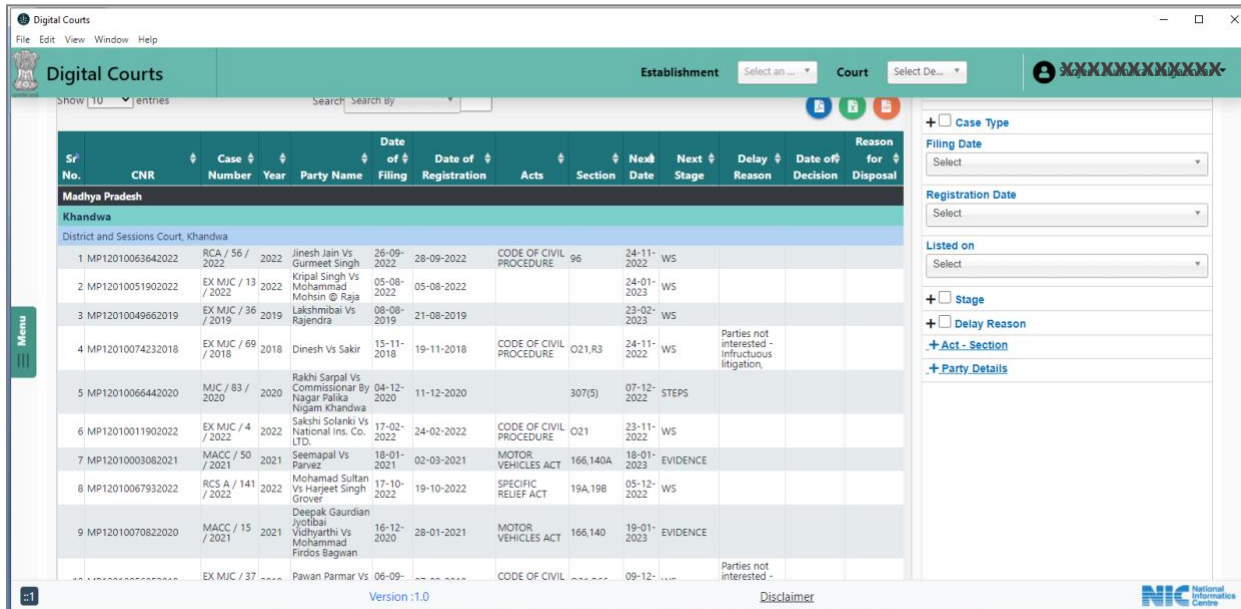 Digital Courts
File Edit View Window Help
Digital Courts Establishment Select an ... Court Select De... XXXXXXXXXXXXX
Show 10 entries Search Search By
Sr No. CNR Case Number Year Party Name Date of Filing Date of Registration Acts Section Next Date Next Stage Delay Reason Date of Decision Reason for Disposal
Madhya Pradesh
Khandwa
District and Sessions Court, Khandwa
1 MP12010063642022 RCA / 56 / 2022 2022 Jinesh Jain Vs Gurmeet Singh 26-09-2022 28-09-2022 CODE OF CIVIL PROCEDURE 96 24-11-2022 WS
2 MP12010051902022 EX MJC / 13 / 2022 2022 Kripal Singh Vs Mohammad Mohsin @ Raja 05-08-2022 05-08-2022 24-01-2023 WS
3 MP12010049662019 EX MJC / 36 / 2019 2019 Lakshmibai Vs Rajendra 08-08-2019 21-08-2019 23-02-2023 WS
4 MP12010074232018 EX MJC / 69 / 2018 2018 Dinesh Vs Sakir 15-11-2018 19-11-2018 CODE OF CIVIL PROCEDURE O21,R3 24-11-2022 WS Parties not interested - Infructuous litigation,
5 MP12010066442020 MJC / 83 / 2020 2020 Rakhi Sarpal Vs Commissionar By Nagar Palika Nigam Khandwa 04-12-2020 11-12-2020 307(5) 07-12-2022 STEPS
6 MP12010011902022 EX MJC / 4 / 2022 2022 Sakshi Solanki Vs National Ins. Co. LTD. 17-02-2022 24-02-2022 CODE OF CIVIL PROCEDURE O21 23-11-2022 WS
7 MP12010003082021 MACC / 50 / 2021 2021 Seemapal Vs Parvez 18-01-2021 02-03-2021 MOTOR VEHICLES ACT 166,140A 18-01-2023 EVIDENCE
8 MP12010067932022 RCS A / 141 / 2022 2022 Mohamad Sultan Vs Harjeet Singh Grover 17-10-2022 19-10-2022 SPECIFIC RELIEF ACT 19A,19B 05-12-2022 WS
9 MP12010070822020 MACC / 15 / 2021 2021 Deepak Gaurdian Jyotibai Vidhyarthi Vs Mohammad Firdos Bagwan 16-12-2020 28-01-2021 MOTOR VEHICLES ACT 166,140 19-01-2023 EVIDENCE
EX MJC / 37 Pawan Parmar Vs 06-09- CODE OF CIVIL 09-12- Parties not interested -
Case Type
Filing Date
Select
Registration Date
Select
Listed on
Select
Stage
Delay Reason
+ Act - Section
+ Party Details
Menu
::1 Version :1.0 Disclaimer NIC National Informatics Centre